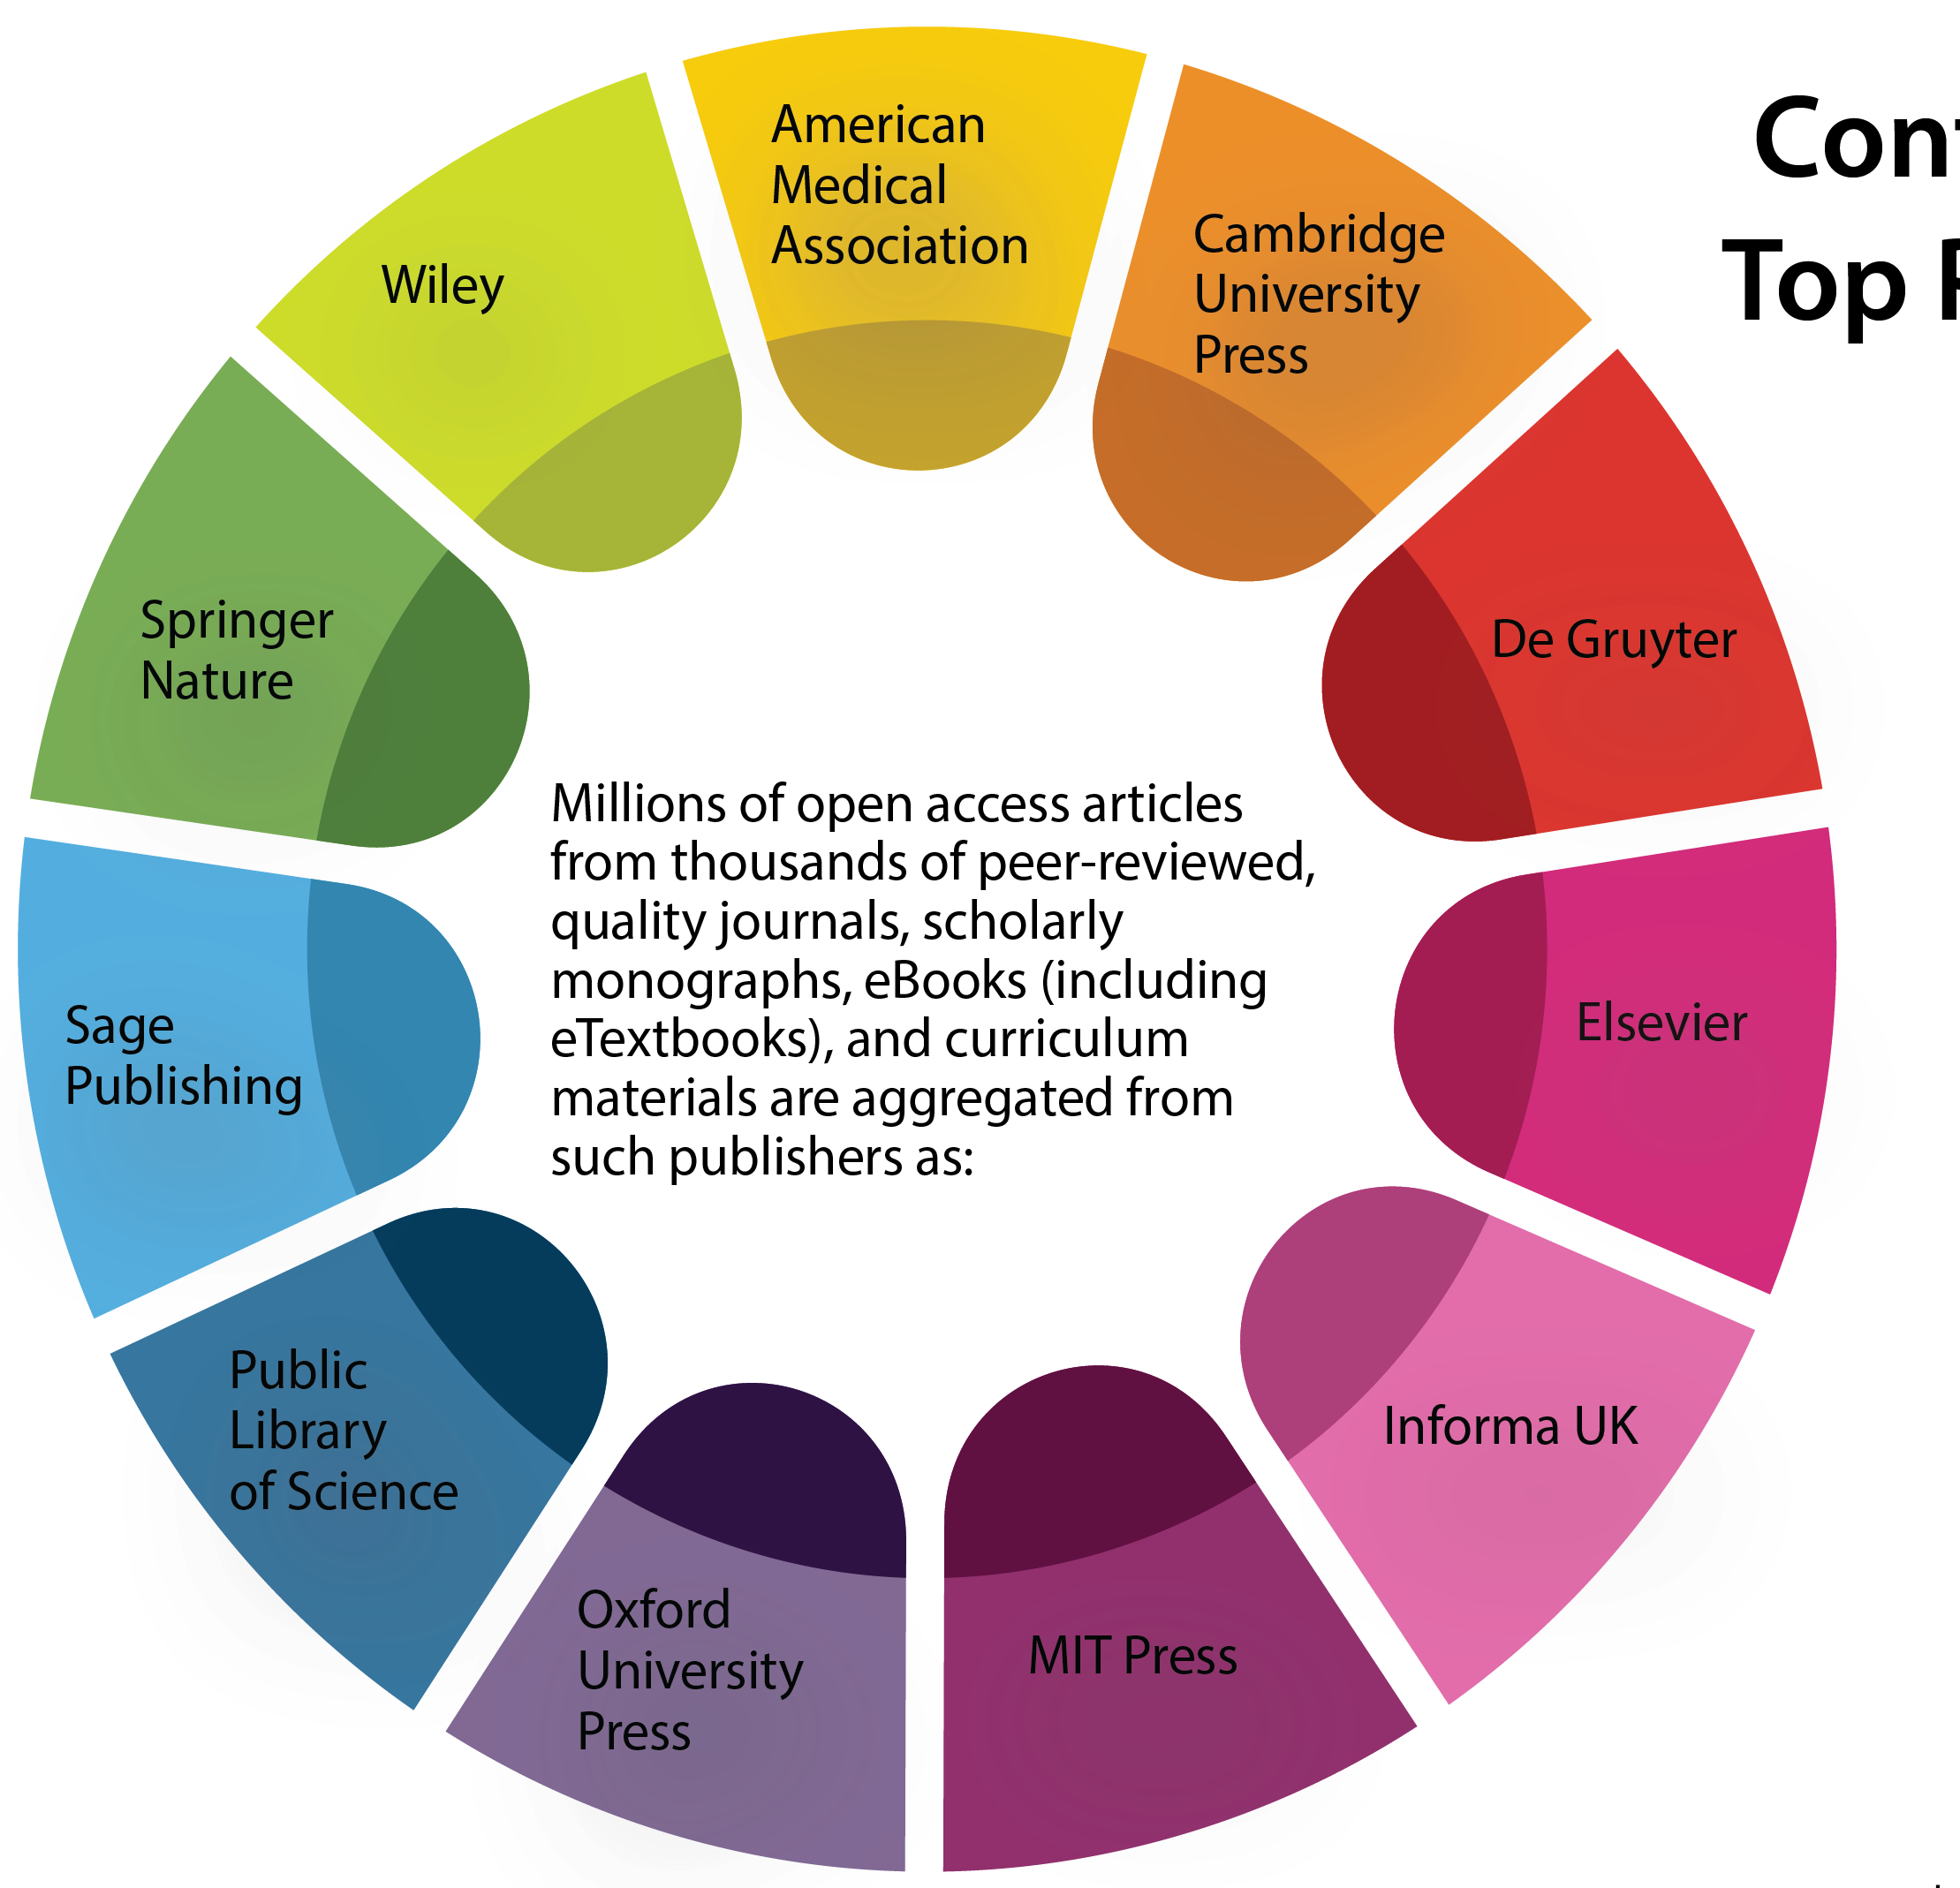 American
Medical
Association
Cambridge
University
Press
De Gruyter
Elsevier
Informa UK
MIT Press
Oxford
University
Press
Public
Library
of Science
Sage
Publishing
Springer
Nature
Wiley
Millions of open access articles
from thousands of peer-reviewed,
quality journals, scholarly
monographs, eBooks (including
eTextbooks), and curriculum
materials are aggregated from
such publishers as:
Top